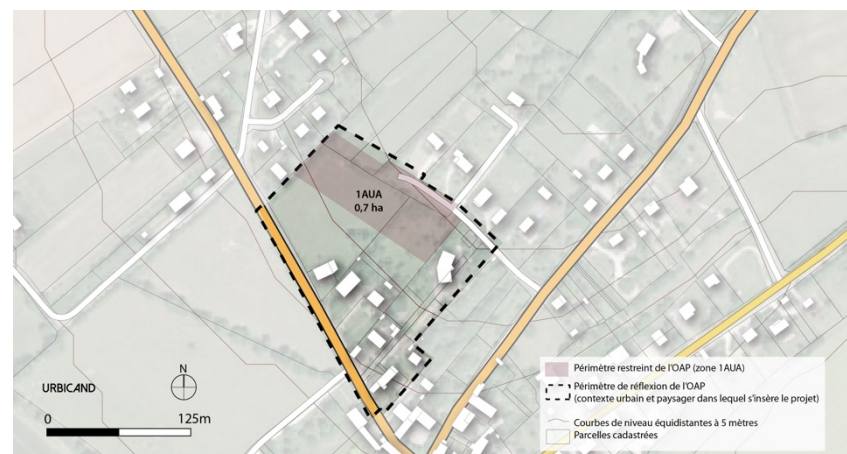 1AUA
0,7 ha
N
URBICAND
0 125m
Périmètre restreint de l'OAP (zone 1AUA)
Périmètre de réflexion de l'OAP
(contexte urbain et paysager dans lequel s'insère le projet)
Courbes de niveau équidistantes à 5 mètres
Parcelles cadastrées